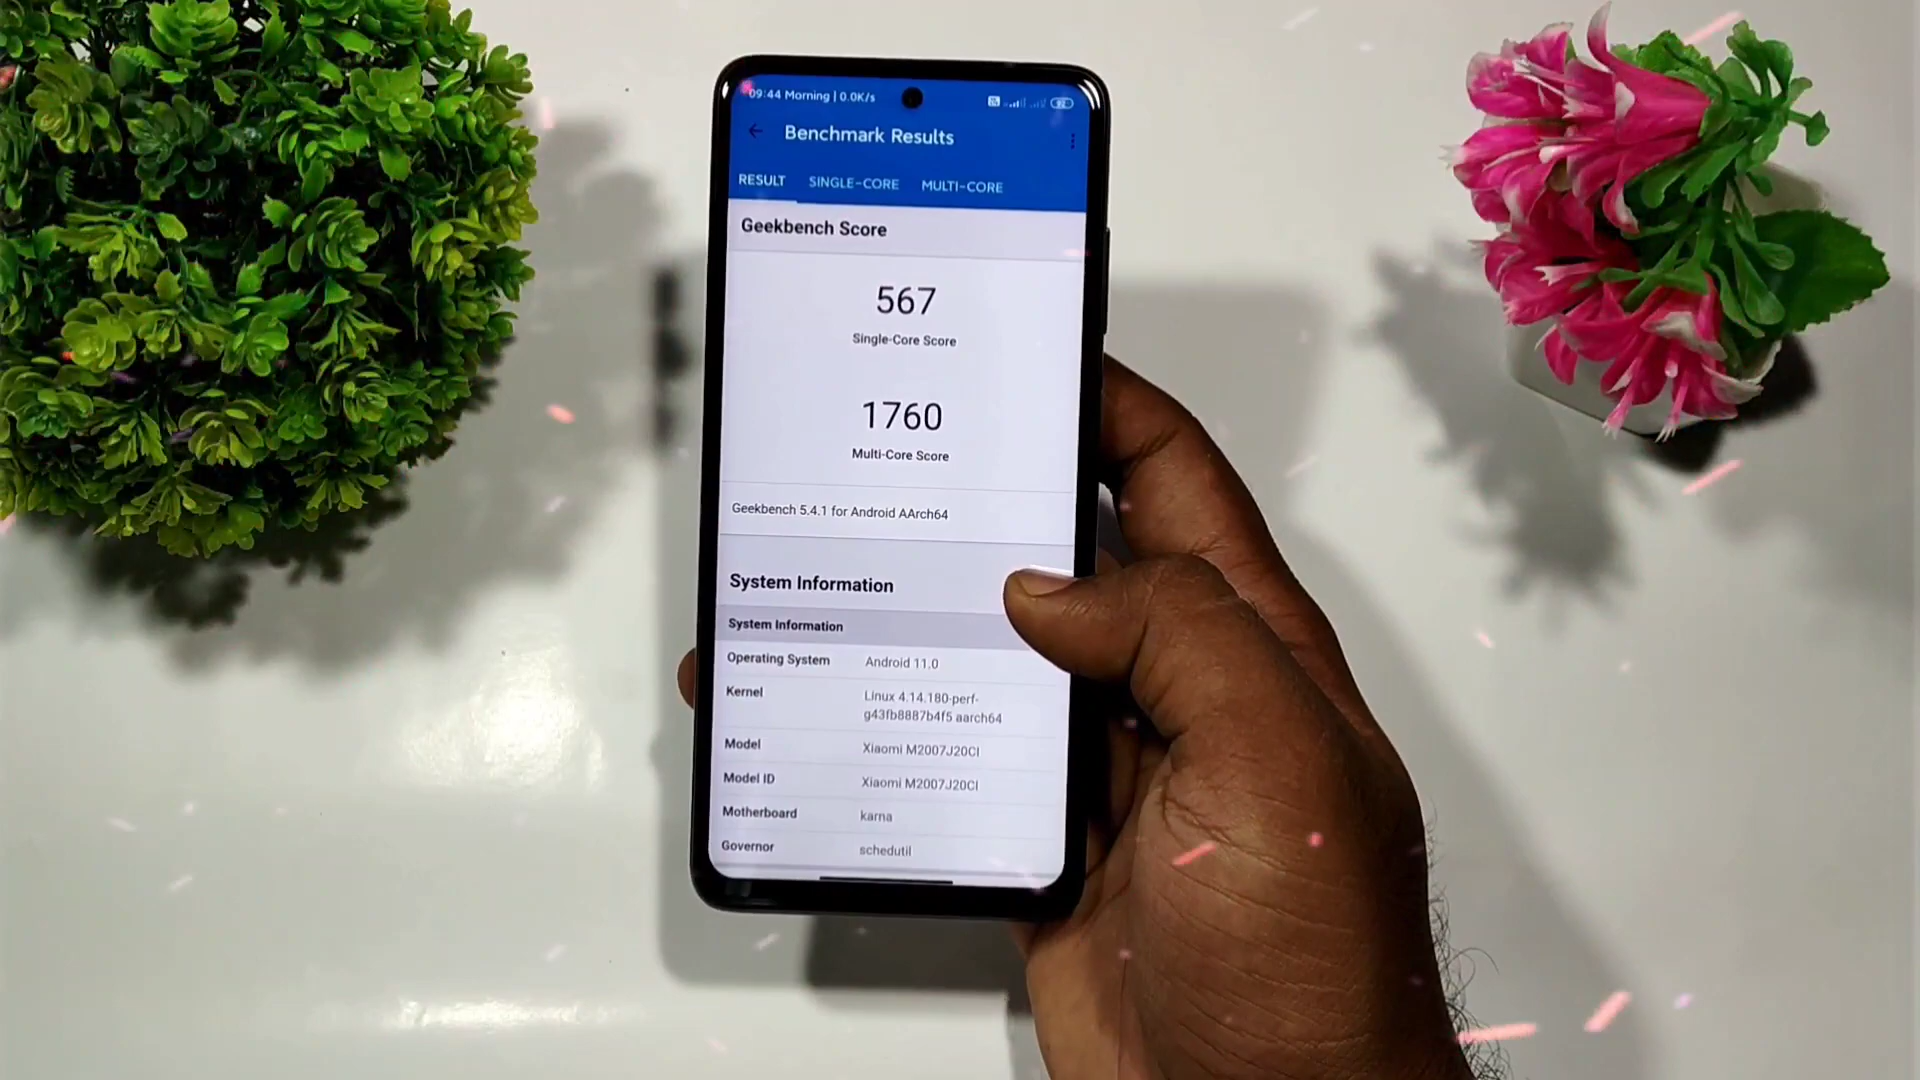 09:44 Morning | 0.0K/s
Benchmark Results
RESULT SINGLE-CORE MULTI-CORE
Geekbench Score
567
Single-Core Score
1760
Multi-Core Score
Geekbench 5.4.1 for Android AArch64
System Information
System Information
Operating System Android 11.0
Kernel Linux 4.14.180-perf-
g43fb8887b4f5 aarch64
Model Xiaomi M2007J20CI
Model ID Xiaomi M2007J20CI
Motherboard karna
Governor schedutil